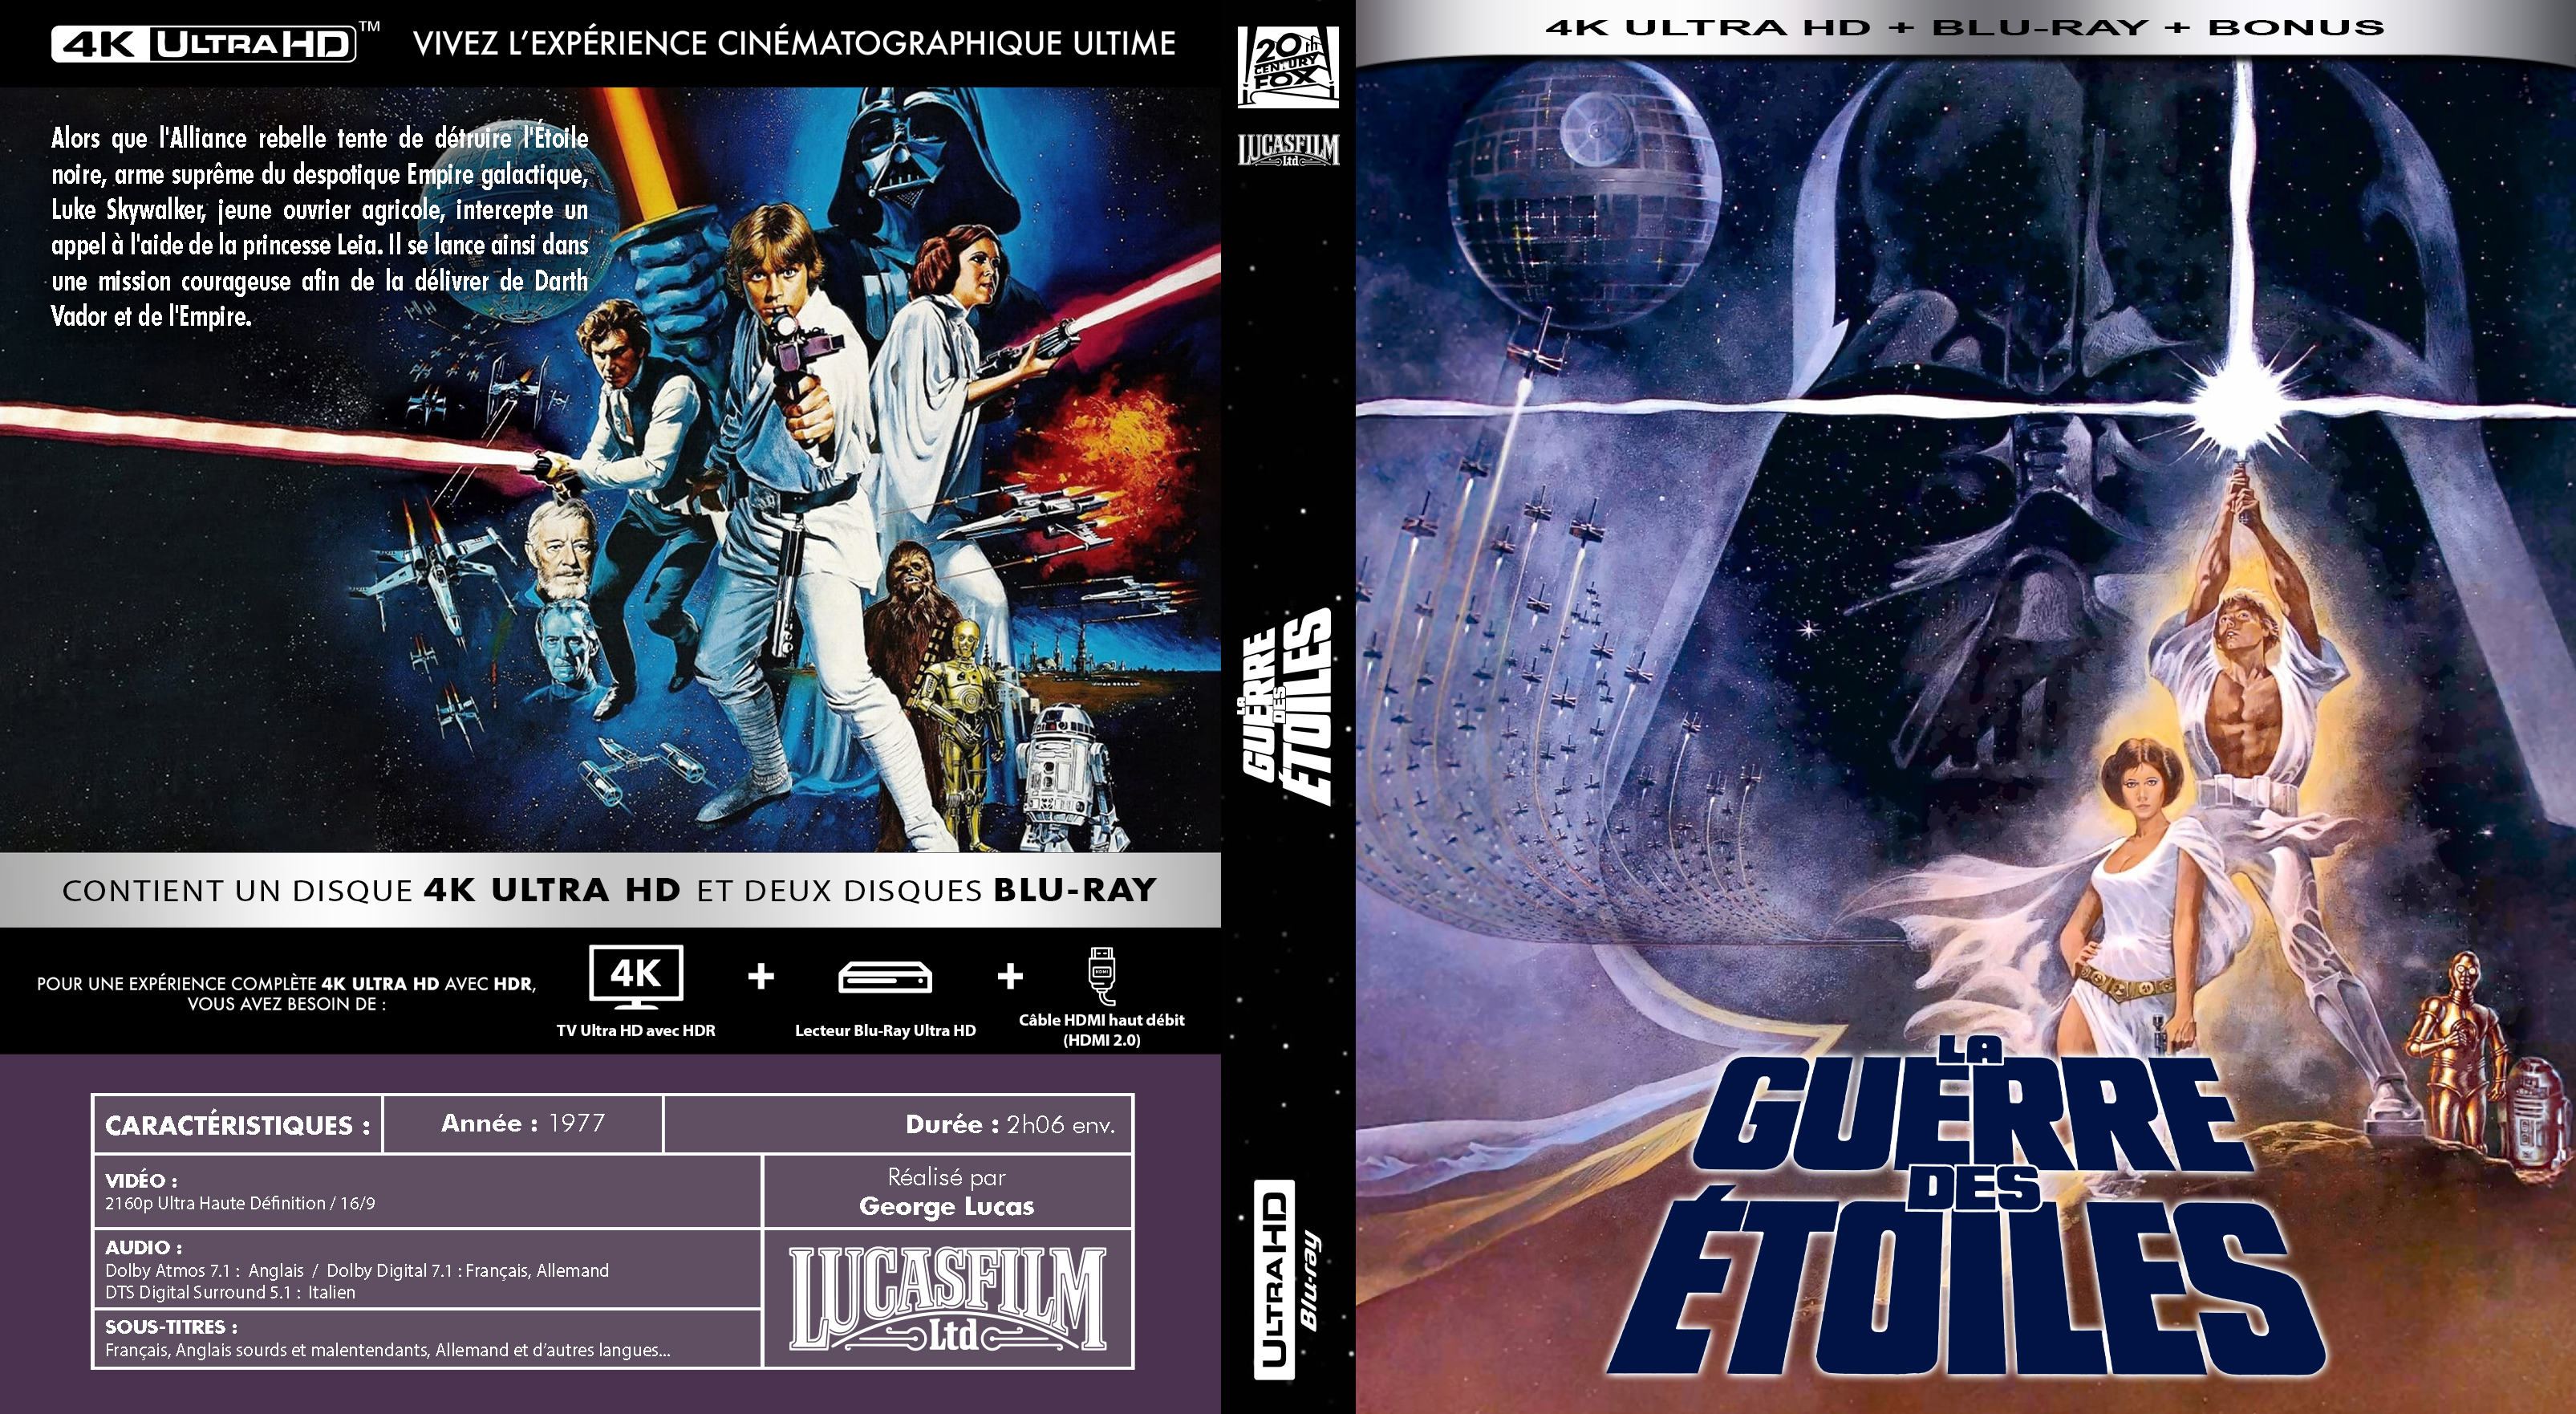 4K ULTRA HD™
VIVEZ L'EXPÉRIENCE CINÉMATOGRAPHIQUE ULTIME
Alors que l'Alliance rebelle tente de détruire l'Étoile
noire, arme suprême du despotique Empire galactique,
Luke Skywalker, jeune ouvrier agricole, intercepte un
appel à l'aide de la princesse Leia. Il se lance ainsi dans
une mission courageuse afin de la délivrer de Darth
Vador et de l'Empire.
CONTIENT UN DISQUE 4K ULTRA HD ET DEUX DISQUES BLU-RAY
POUR UNE EXPÉRIENCE COMPLÈTE 4K ULTRA HD AVEC HDR,
VOUS AVEZ BESOIN DE :
4K
+
+
HDMI
TV Ultra HD avec HDR
Lecteur Blu-Ray Ultra HD
Câble HDMI haut débit
(HDMI 2.0)
CARACTÉRISTIQUES :
Année : 1977
Durée : 2h06 env.
VIDÉO :
2160p Ultra Haute Définition / 16/9
Réalisé par
George Lucas
AUDIO :
Dolby Atmos 7.1 : Anglais / Dolby Digital 7.1 : Français, Allemand
DTS Digital Surround 5.1 : Italien
SOUS-TITRES :
Français, Anglais sourds et malentendants, Allemand et d'autres langues...
LUCASFILM
Ltd
20th
CENTURY
FOX
LUCASFILM
Ltd
LA
GUERRE
DES
ÉTOILES
ULTRA HD
Blu-ray
4K ULTRA HD + BLU-RAY + BONUS
LA
GUERRE
DES
ÉTOILES